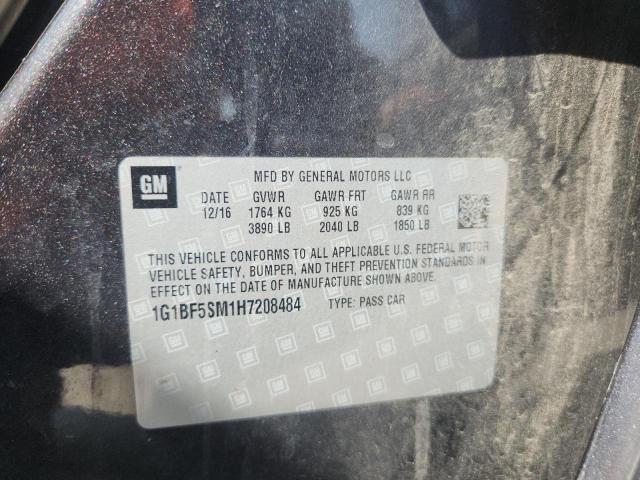 GM
MFD BY GENERAL MOTORS LLC
DATE GVWR GAWR FRT GAWR RR
12/16 1764 KG 925 KG 839 KG
3890 LB 2040 LB 1850 LB
THIS VEHICLE CONFORMS TO ALL APPLICABLE U.S. FEDERAL MOTOR
VEHICLE SAFETY, BUMPER, AND THEFT PREVENTION STANDARDS IN
EFFECT ON THE DATE OF MANUFACTURE SHOWN ABOVE.
1G1BF5SM1H7208484 TYPE: PASS CAR